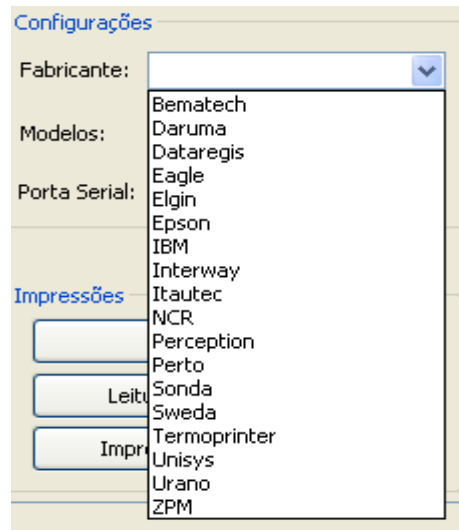 Configurações
Fabricante:
Bematech
Daruma
Modelos:
Dataregis
Eagle
Porta Serial:
Elgin
Epson
IBM
Interway
Impressões
Itautec
NCR
Perception
Perto
Sonda
Sweda
Termoprinter
Unisys
Urano
ZPM